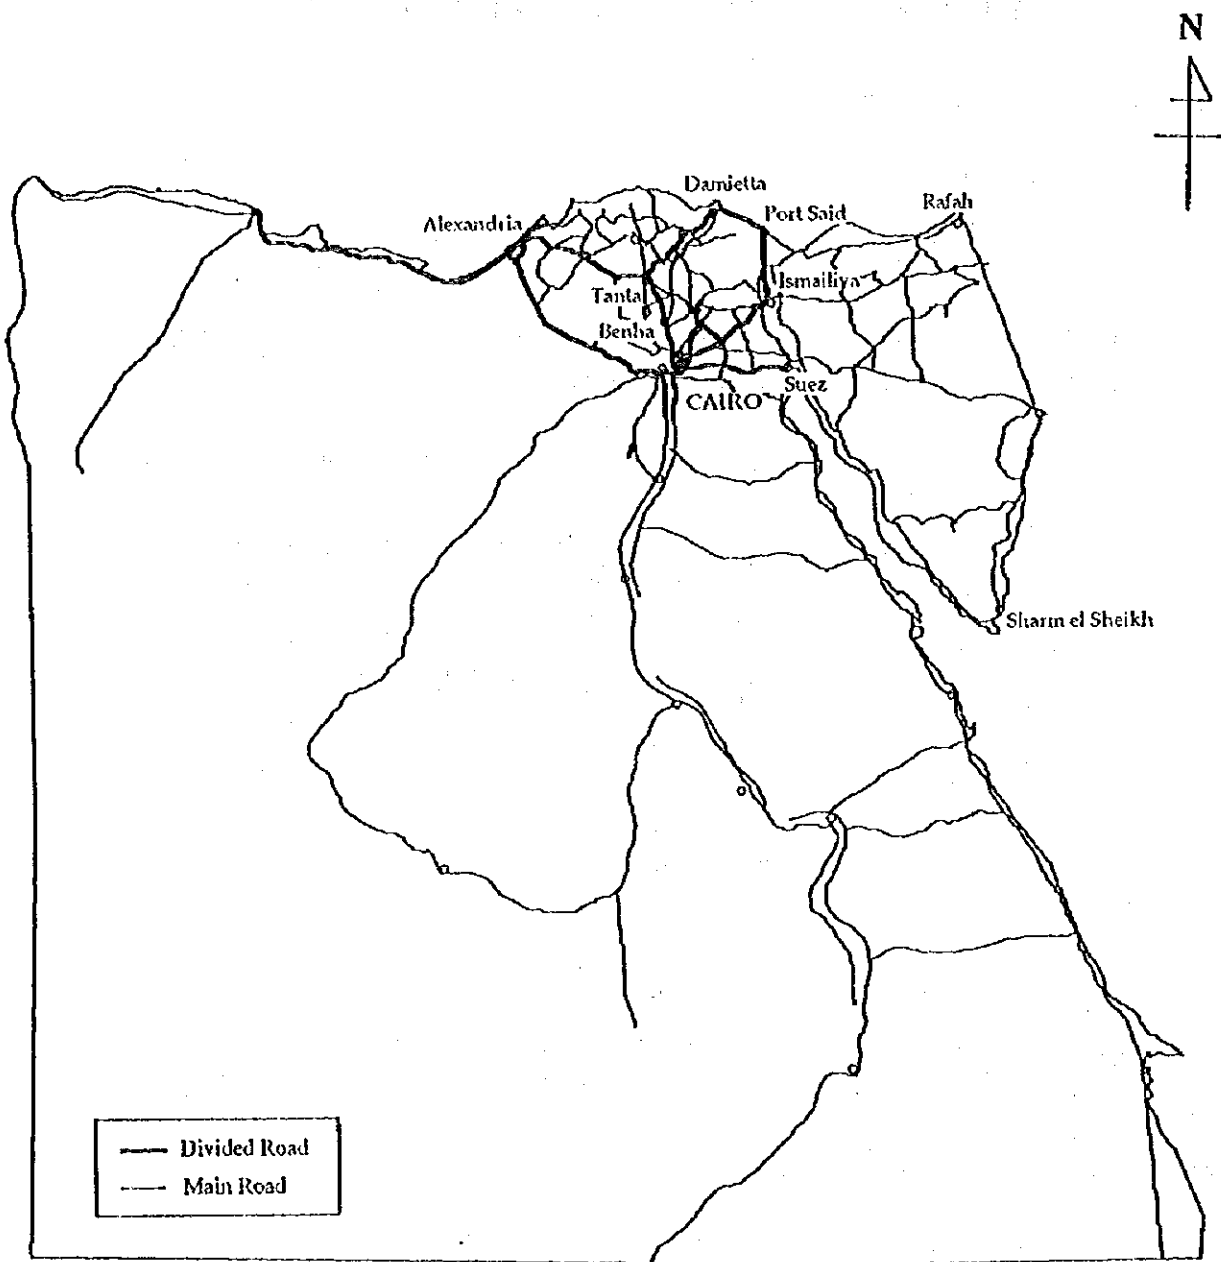 N
Damietta
Rafah
Port Said
Alexandria
Ismailiya
Tanta
Benha
Suez
CAIRO
Sharm el Sheikh
Divided Road
Main Road